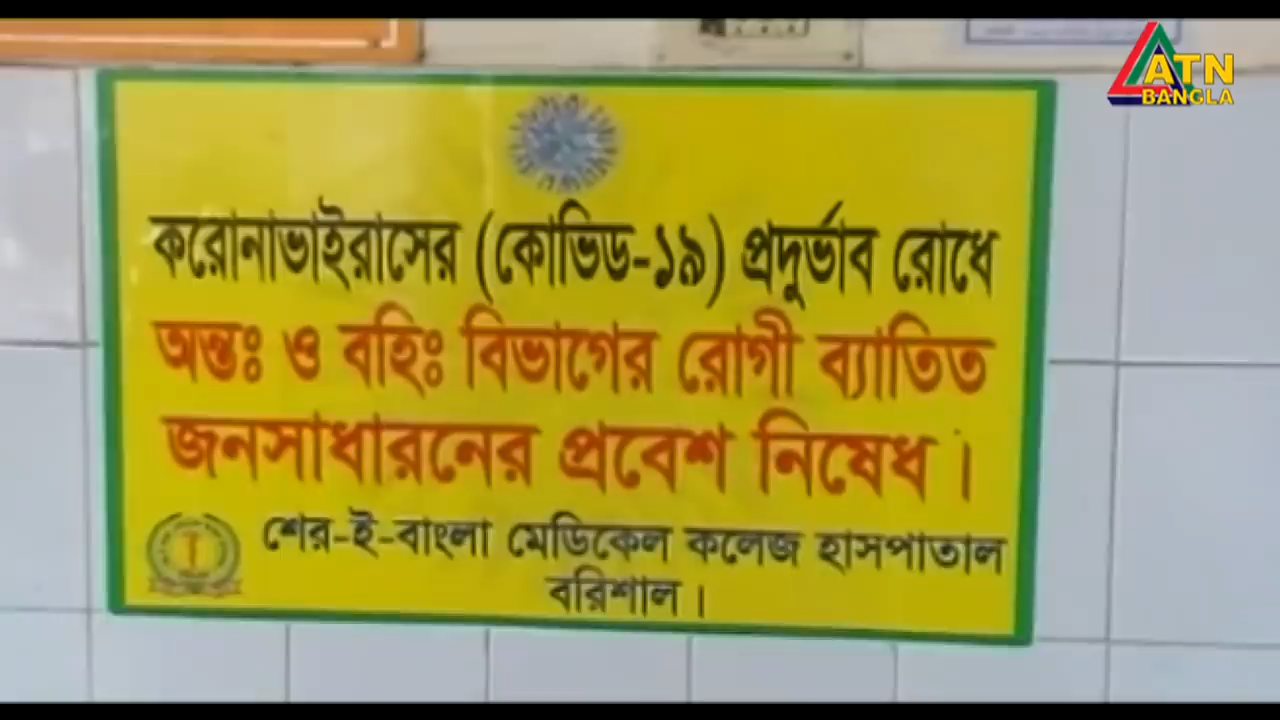 ATN
BANGLA
করোনাভাইরাসের (কোভিড-১৯) প্রদুর্ভাব রোধে
অন্তঃ ও বহিঃ বিভাগের রোগী ব্যাতিত
জনসাধারনের প্রবেশ নিষেধ।
শের-ই-বাংলা মেডিকেল কলেজ হাসপাতাল
বরিশাল।